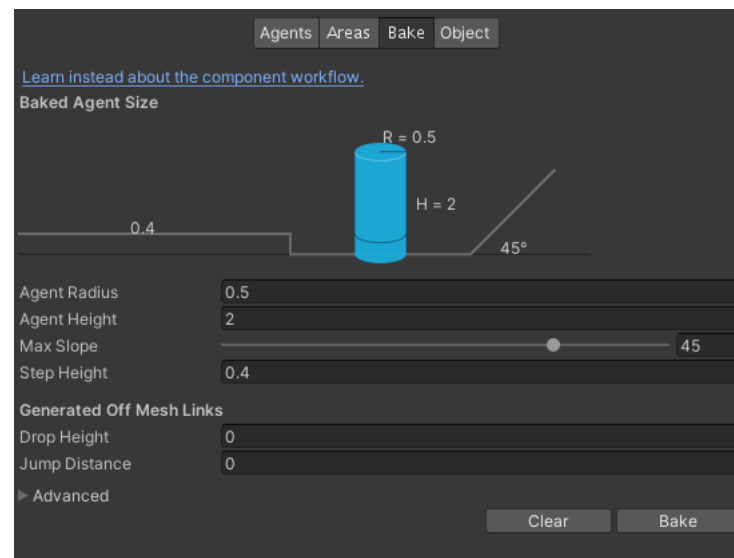 Agents Areas Bake Object
Learn instead about the component workflow.
Baked Agent Size
R = 0.5
H = 2
0.4
45°
Agent Radius 0.5
Agent Height 2
Max Slope 45
Step Height 0.4
Generated Off Mesh Links
Drop Height 0
Jump Distance 0
Advanced
Clear Bake